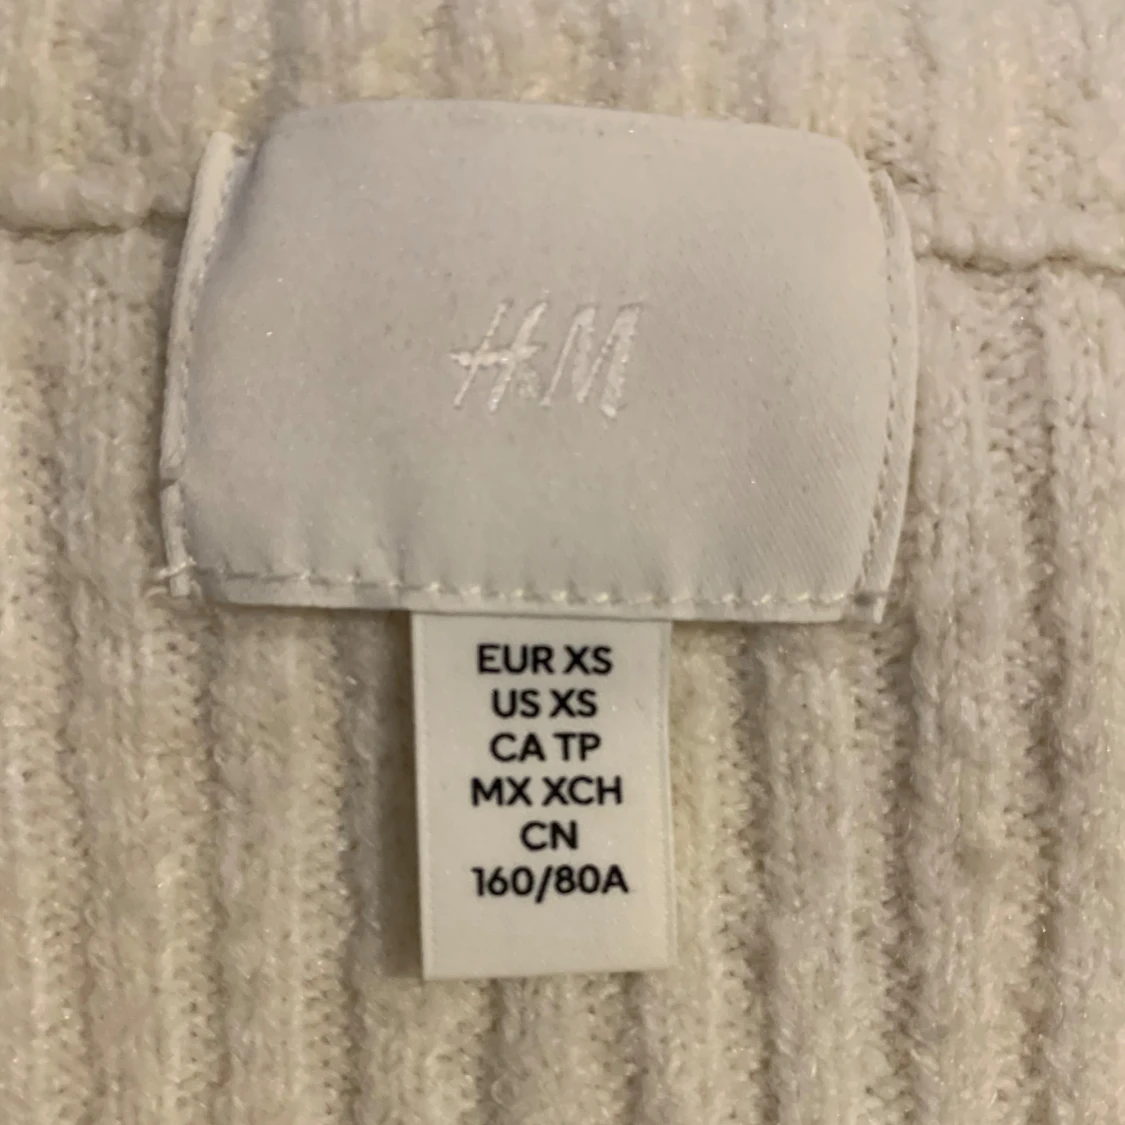 H&M
EUR XS
US XS
CA TP
MX XCH
CN
160/80A